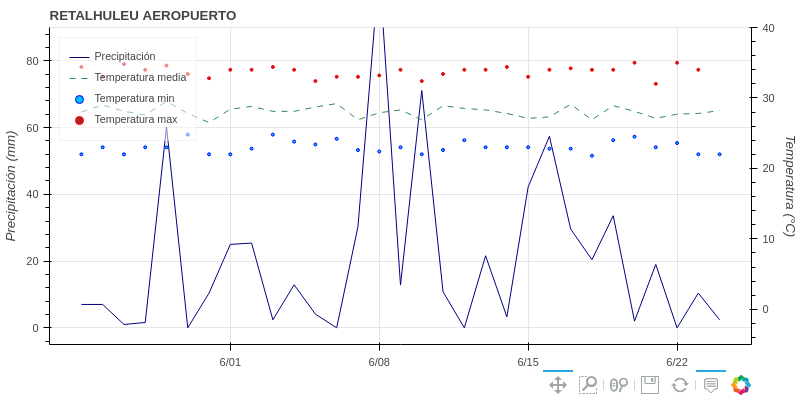 RETALHULEU AEROPUERTO
Precipitación
Temperatura media
Temperatura min
Temperatura max
Precipitación (mm)
80
60
40
20
0
Temperatura (°C)
40
30
20
10
0
6/01
6/08
6/15
6/22